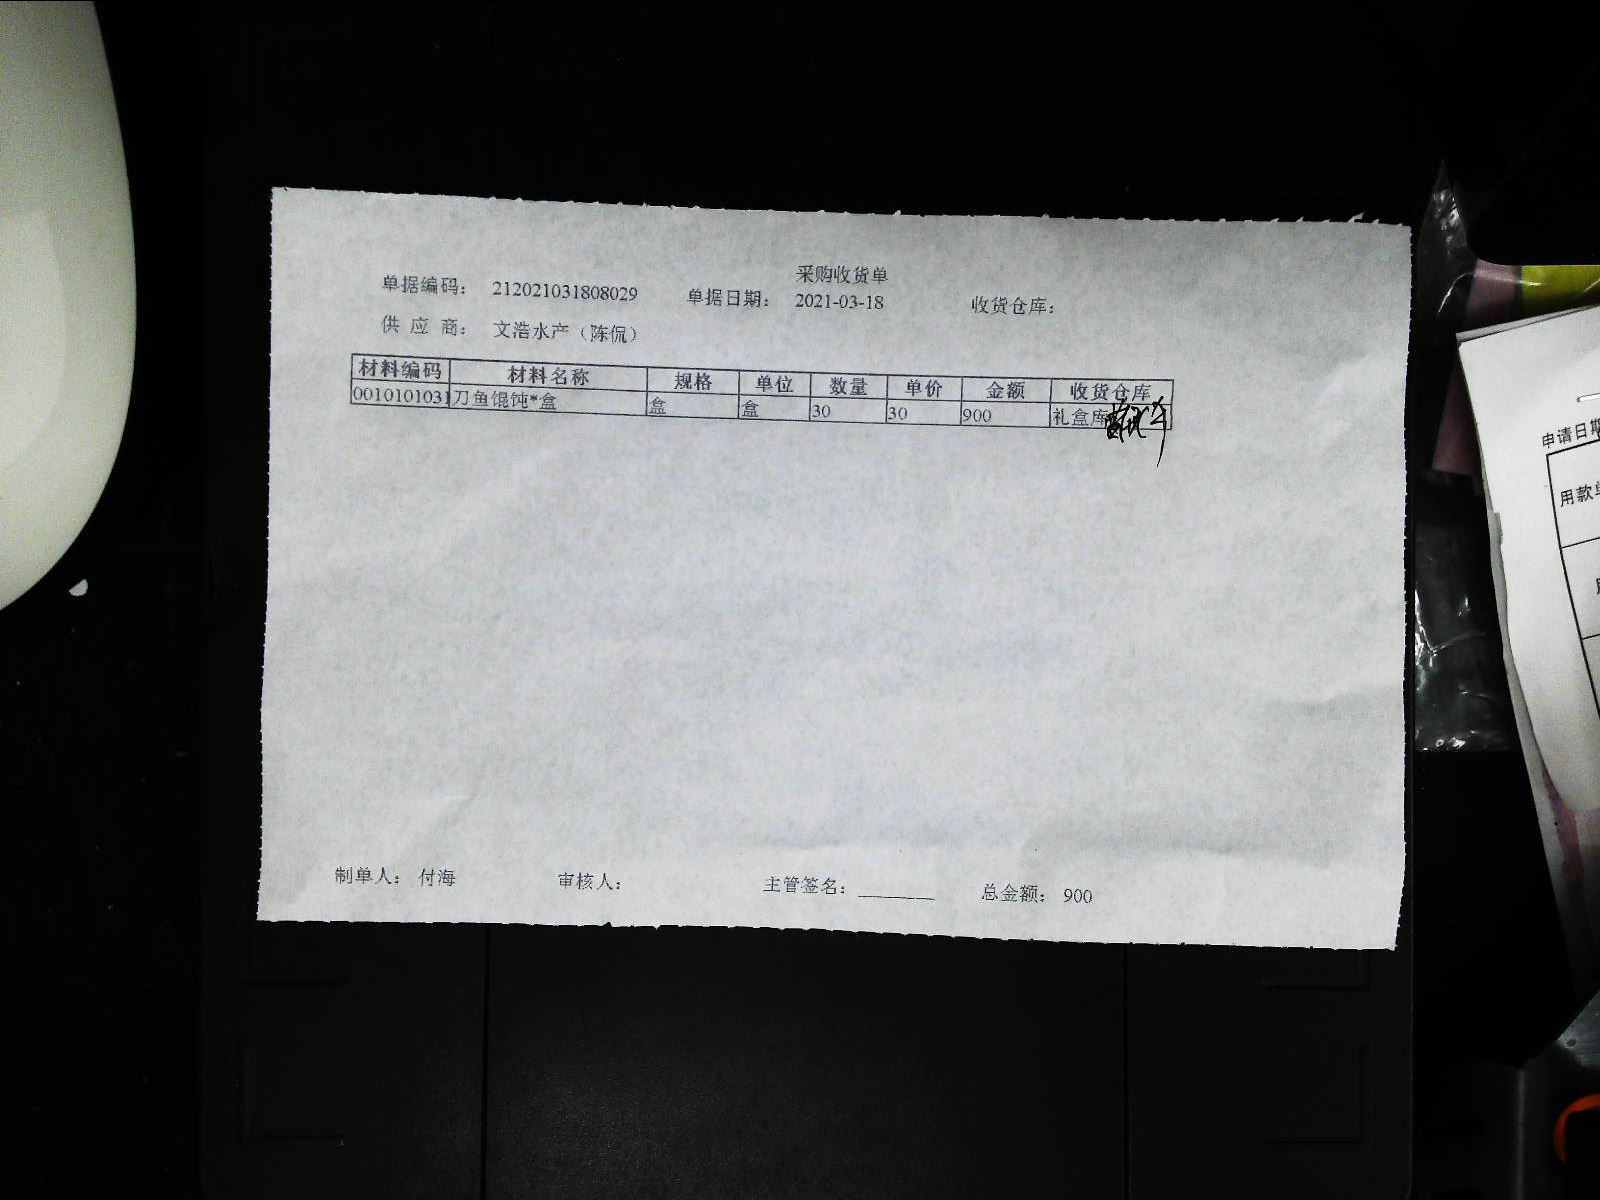 采购收货单
单据编码： 212021031808029 单据日期： 2021-03-18 收货仓库：
供 应 商： 文浩水产（陈侃）
材料编码 材料名称 规格 单位 数量 单价 金额 收货仓库
0010101031 刀鱼馄饨*盒 盒 盒 30 30 900 礼盒库
制单人： 付海 审核人： 主管签名： 总金额： 900
申请日期
用款单